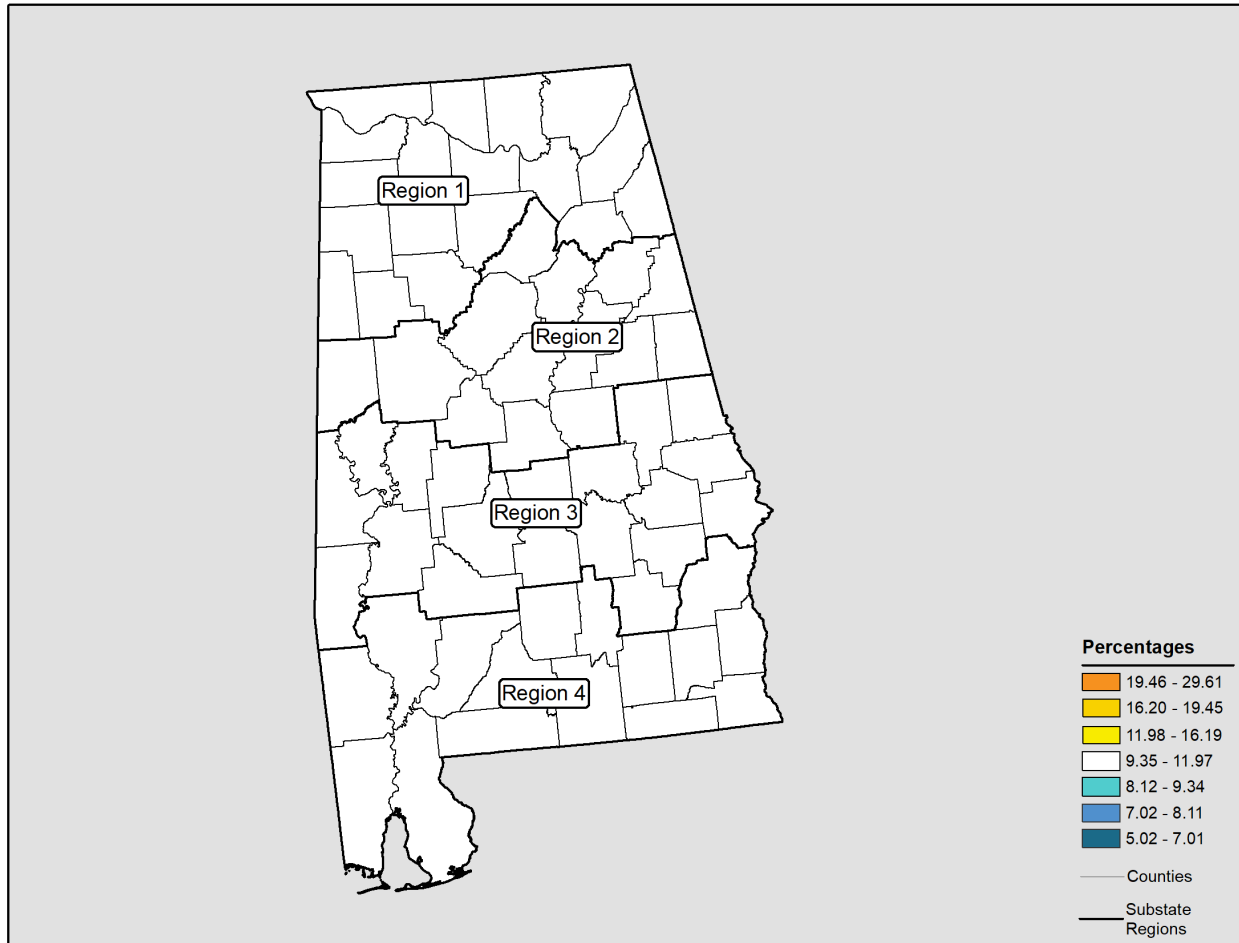 Region 1
Region 2
Region 3
Region 4
Percentages
19.46 - 29.61
16.20 - 19.45
11.98 - 16.19
9.35 - 11.97
8.12 - 9.34
7.02 - 8.11
5.02 - 7.01
Counties
Substate
Regions